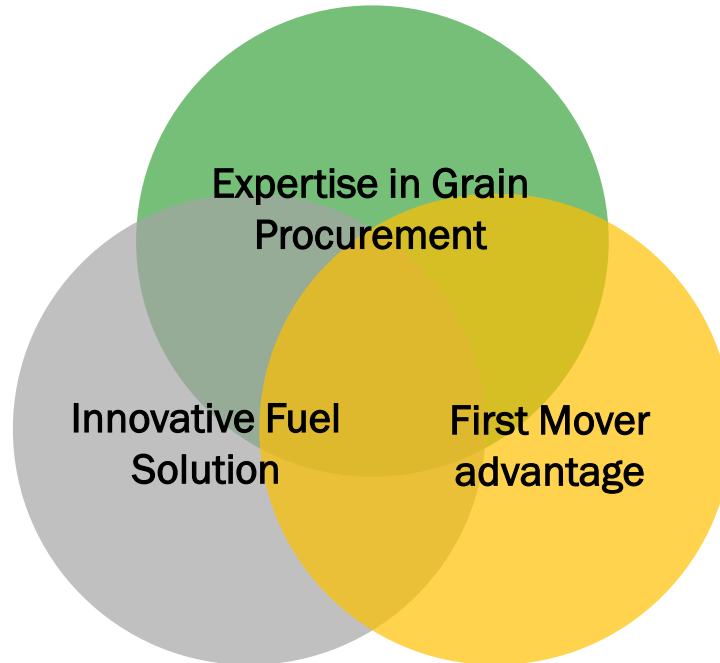 Expertise in Grain
Procurement
Innovative Fuel
Solution
First Mover
advantage